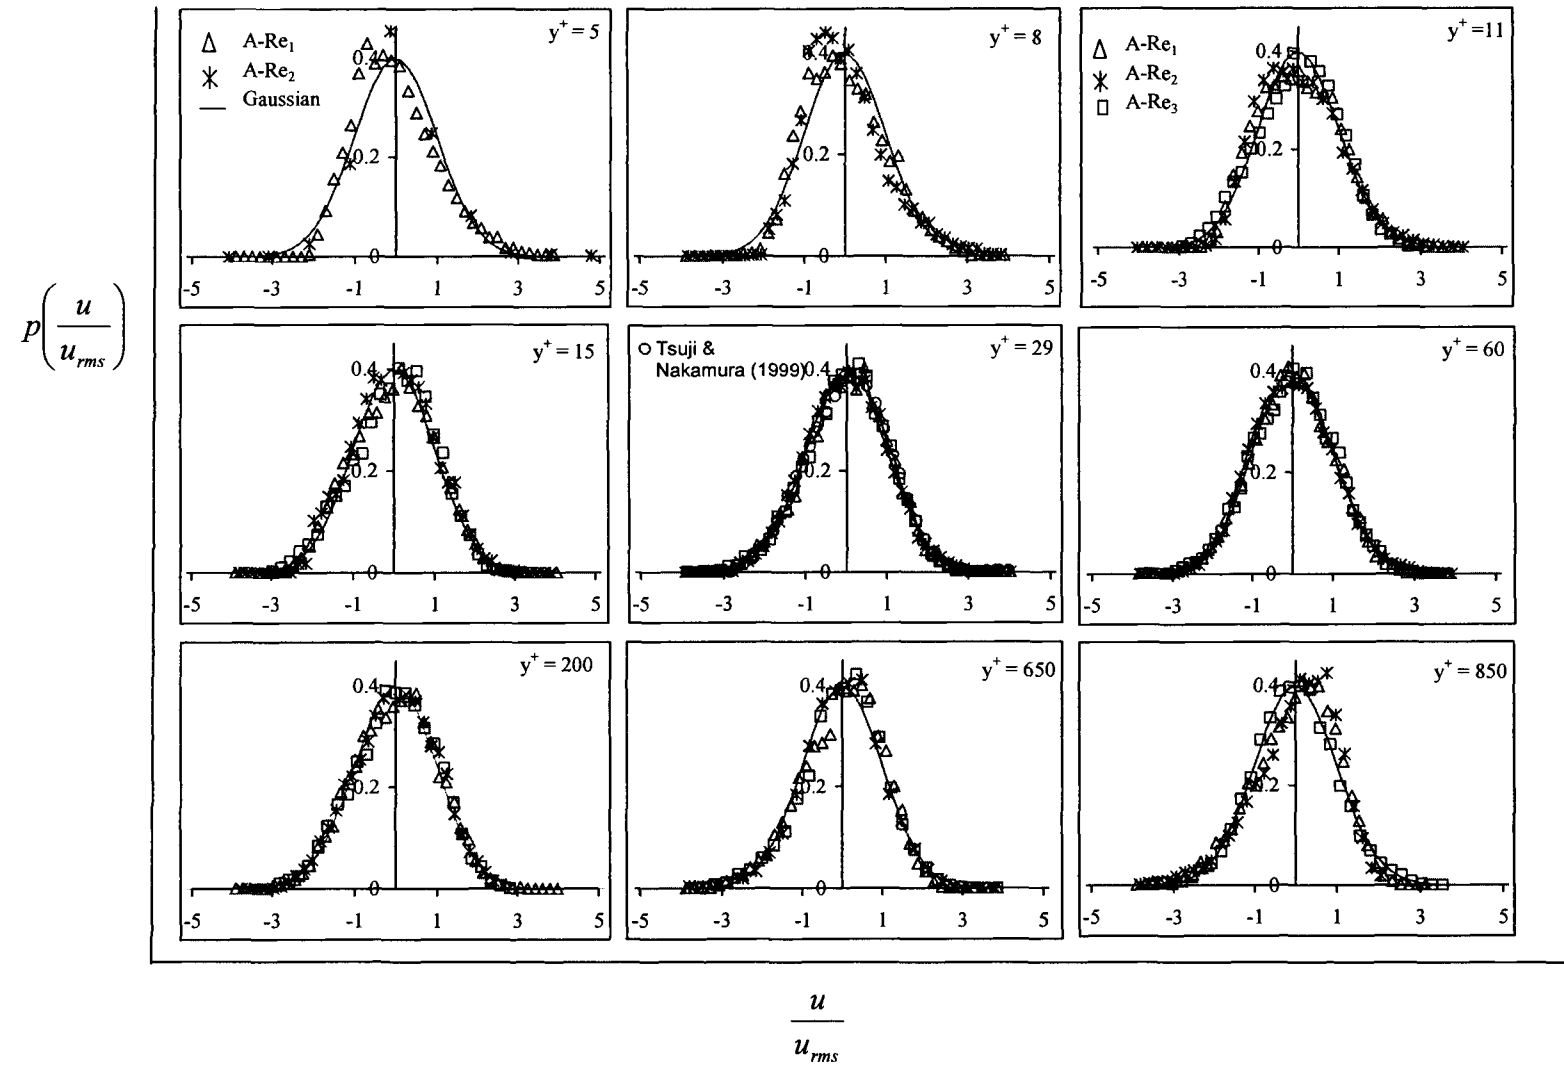 y+ = 5
A-Re1
A-Re2
Gaussian
0.4
0.2
0
-5 -3 -1 1 3 5
y+ = 8
0.4
0.2
0
-5 -3 -1 1 3 5
y+ =11
A-Re1
A-Re2
A-Re3
0.4
0.2
0
-5 -3 -1 1 3 5
p(u/urms)
y+ = 15
0.4
0.2
0
-5 -3 -1 1 3 5
Tsuji &
Nakamura (1999)
y+ = 29
0.4
0.2
0
-5 -3 -1 1 3 5
y+ = 60
0.4
0.2
0
-5 -3 -1 1 3 5
y+ = 200
0.4
0.2
0
-5 -3 -1 1 3 5
y+ = 650
0.4
0.2
0
-5 -3 -1 1 3 5
y+ = 850
0.4
0.2
0
-5 -3 -1 1 3 5
u
urms